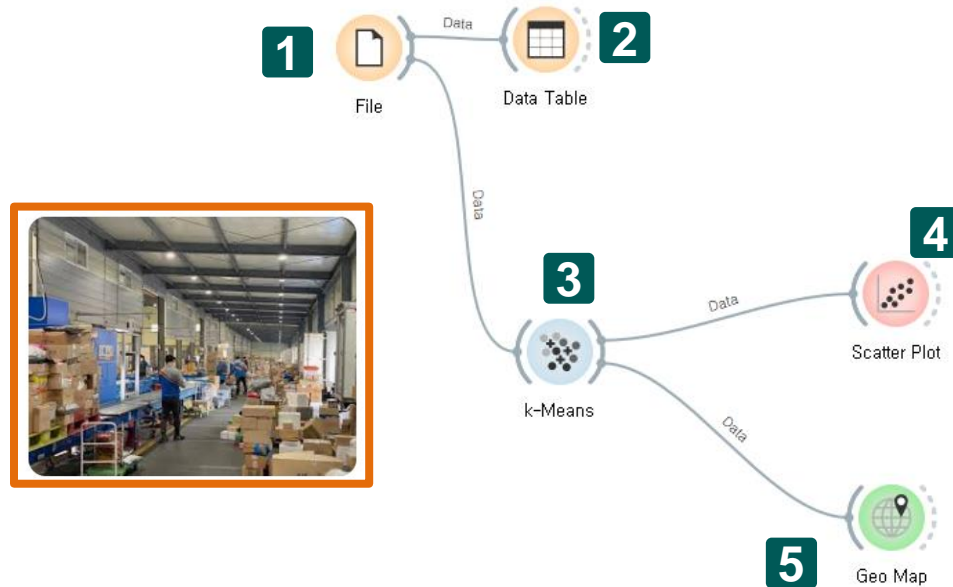 1
File
Data
Data Table
2
Data
3
k-Means
Data
Scatter Plot
4
Data
5
Geo Map